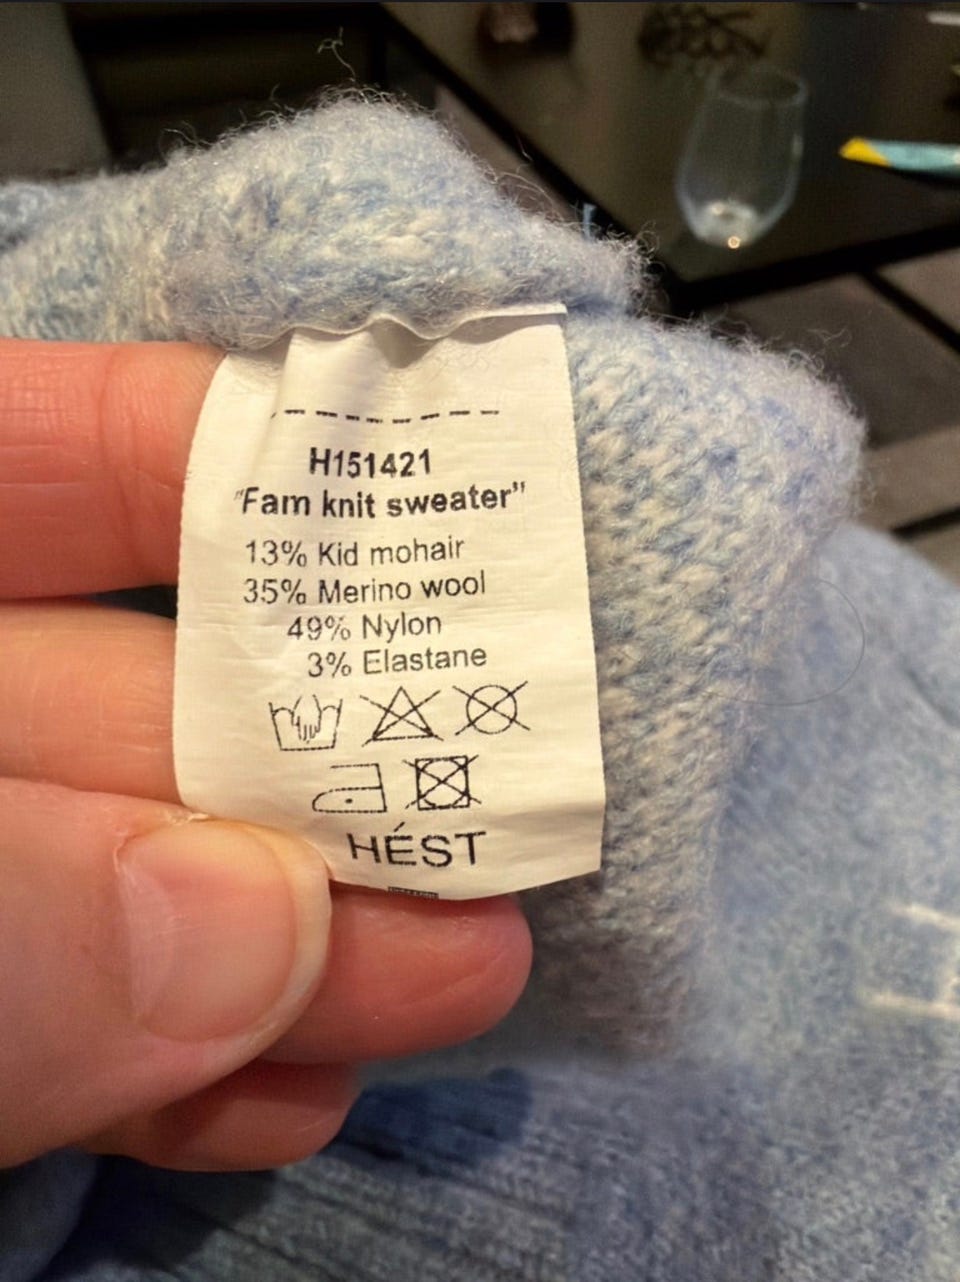 H151421
"Fam knit sweater"
13% Kid mohair
35% Merino wool
49% Nylon
3% Elastane
HÉST